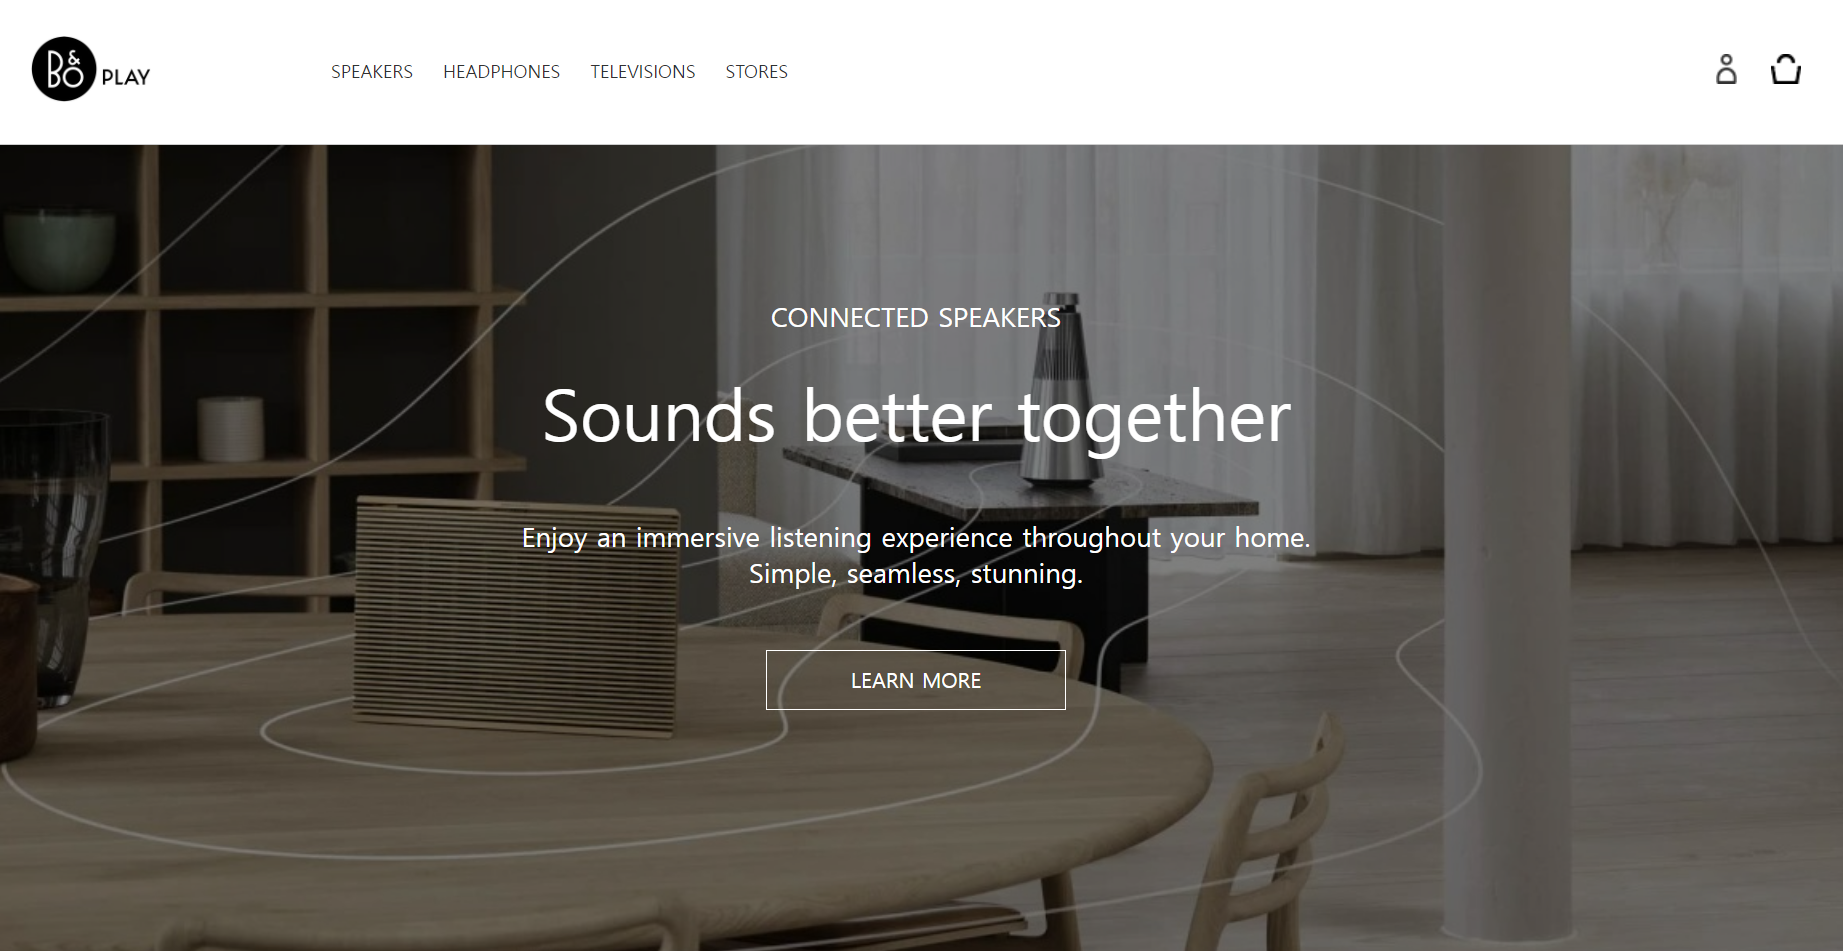 B&O PLAY
SPEAKERS HEADPHONES TELEVISIONS STORES
CONNECTED SPEAKERS
Sounds better together
Enjoy an immersive listening experience throughout your home.
Simple, seamless, stunning.
LEARN MORE